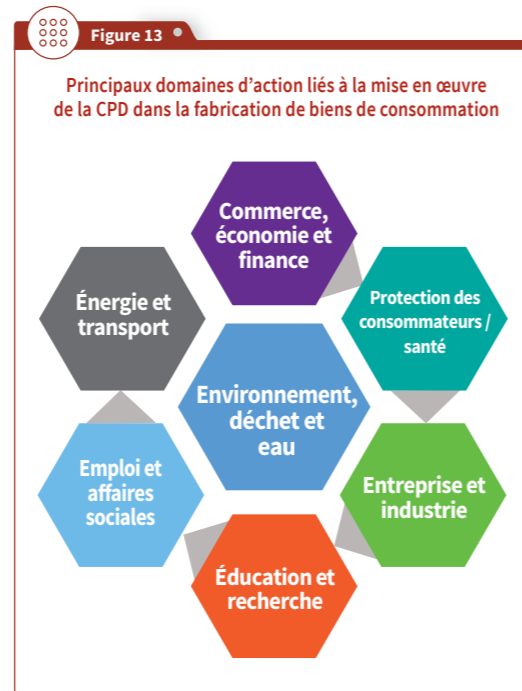 Figure 13
Principaux domaines d’action liés à la mise en œuvre
de la CPD dans la fabrication de biens de consommation
Commerce,
économie et
finance
Énergie et
transport
Protection des
consommateurs /
santé
Environnement,
déchet et
eau
Emploi et
affaires
sociales
Entreprise et
industrie
Éducation et
recherche